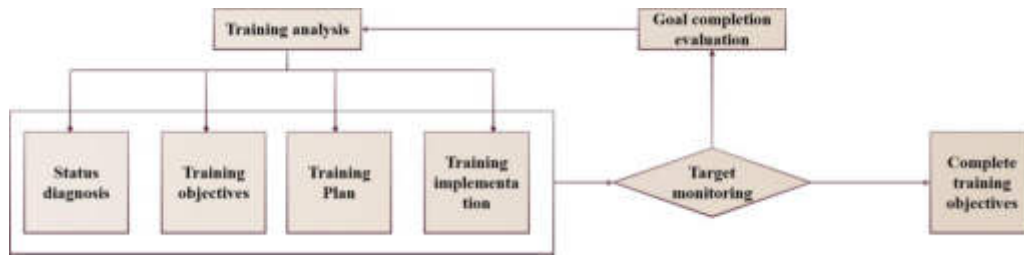 Training analysis
Goal completion
evaluation
Status
diagnosis
Training
objectives
Training
Plan
Training
implementa
tion
Target
monitoring
Complete
training
objectives